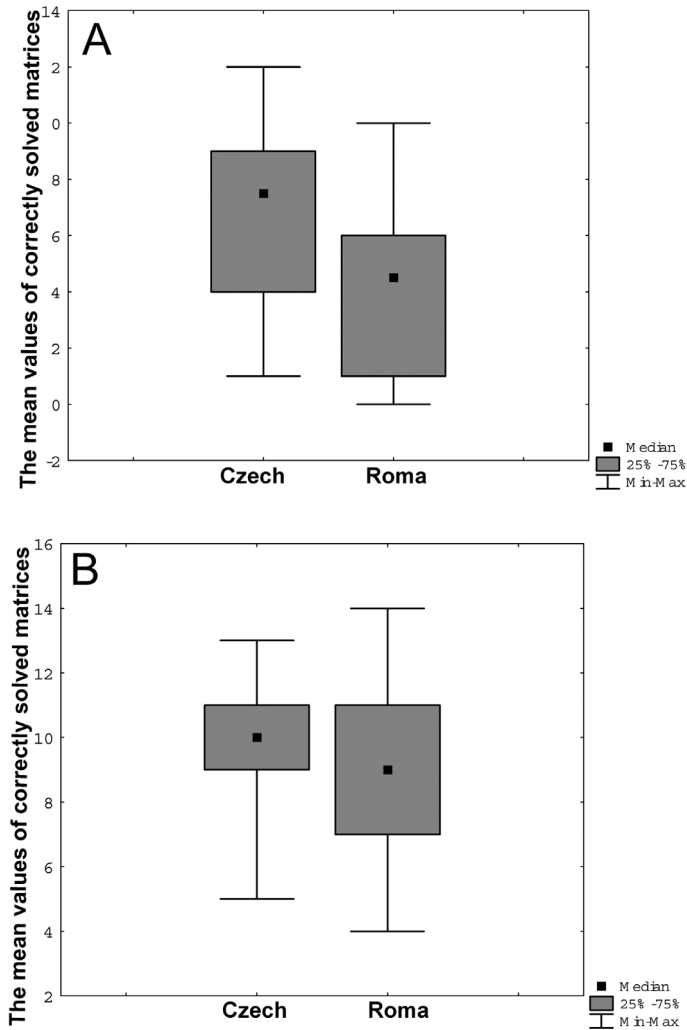 A
The mean values of correctly solved matrices
14
2
0
8
6
4
2
0
-2
Czech
Roma
Median
25%-75%
Min-Max
B
The mean values of correctly solved matrices
16
14
12
10
8
6
4
2
Czech
Roma
Median
25%-75%
Min-Max